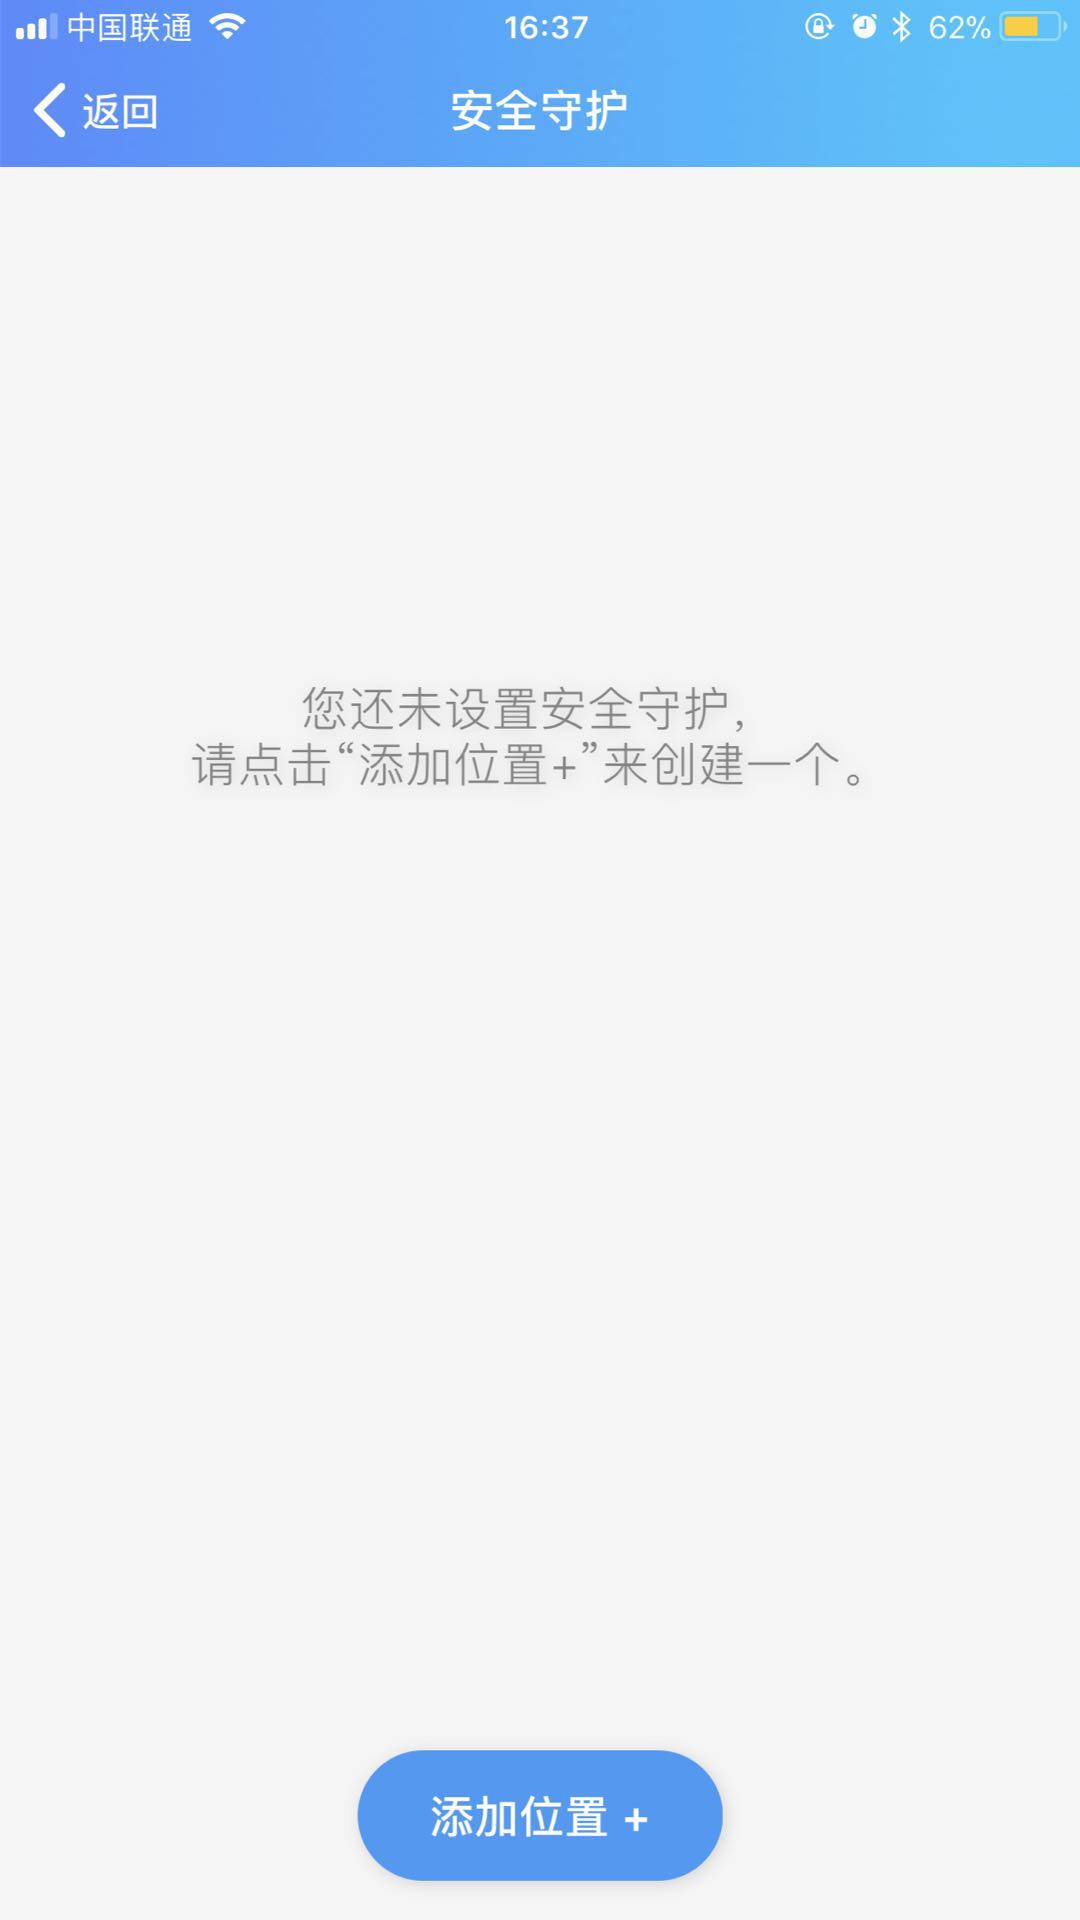 中国联通
16:37
62%
返回
安全守护
您还未设置安全守护，
请点击“添加位置+”来创建一个。
添加位置 +